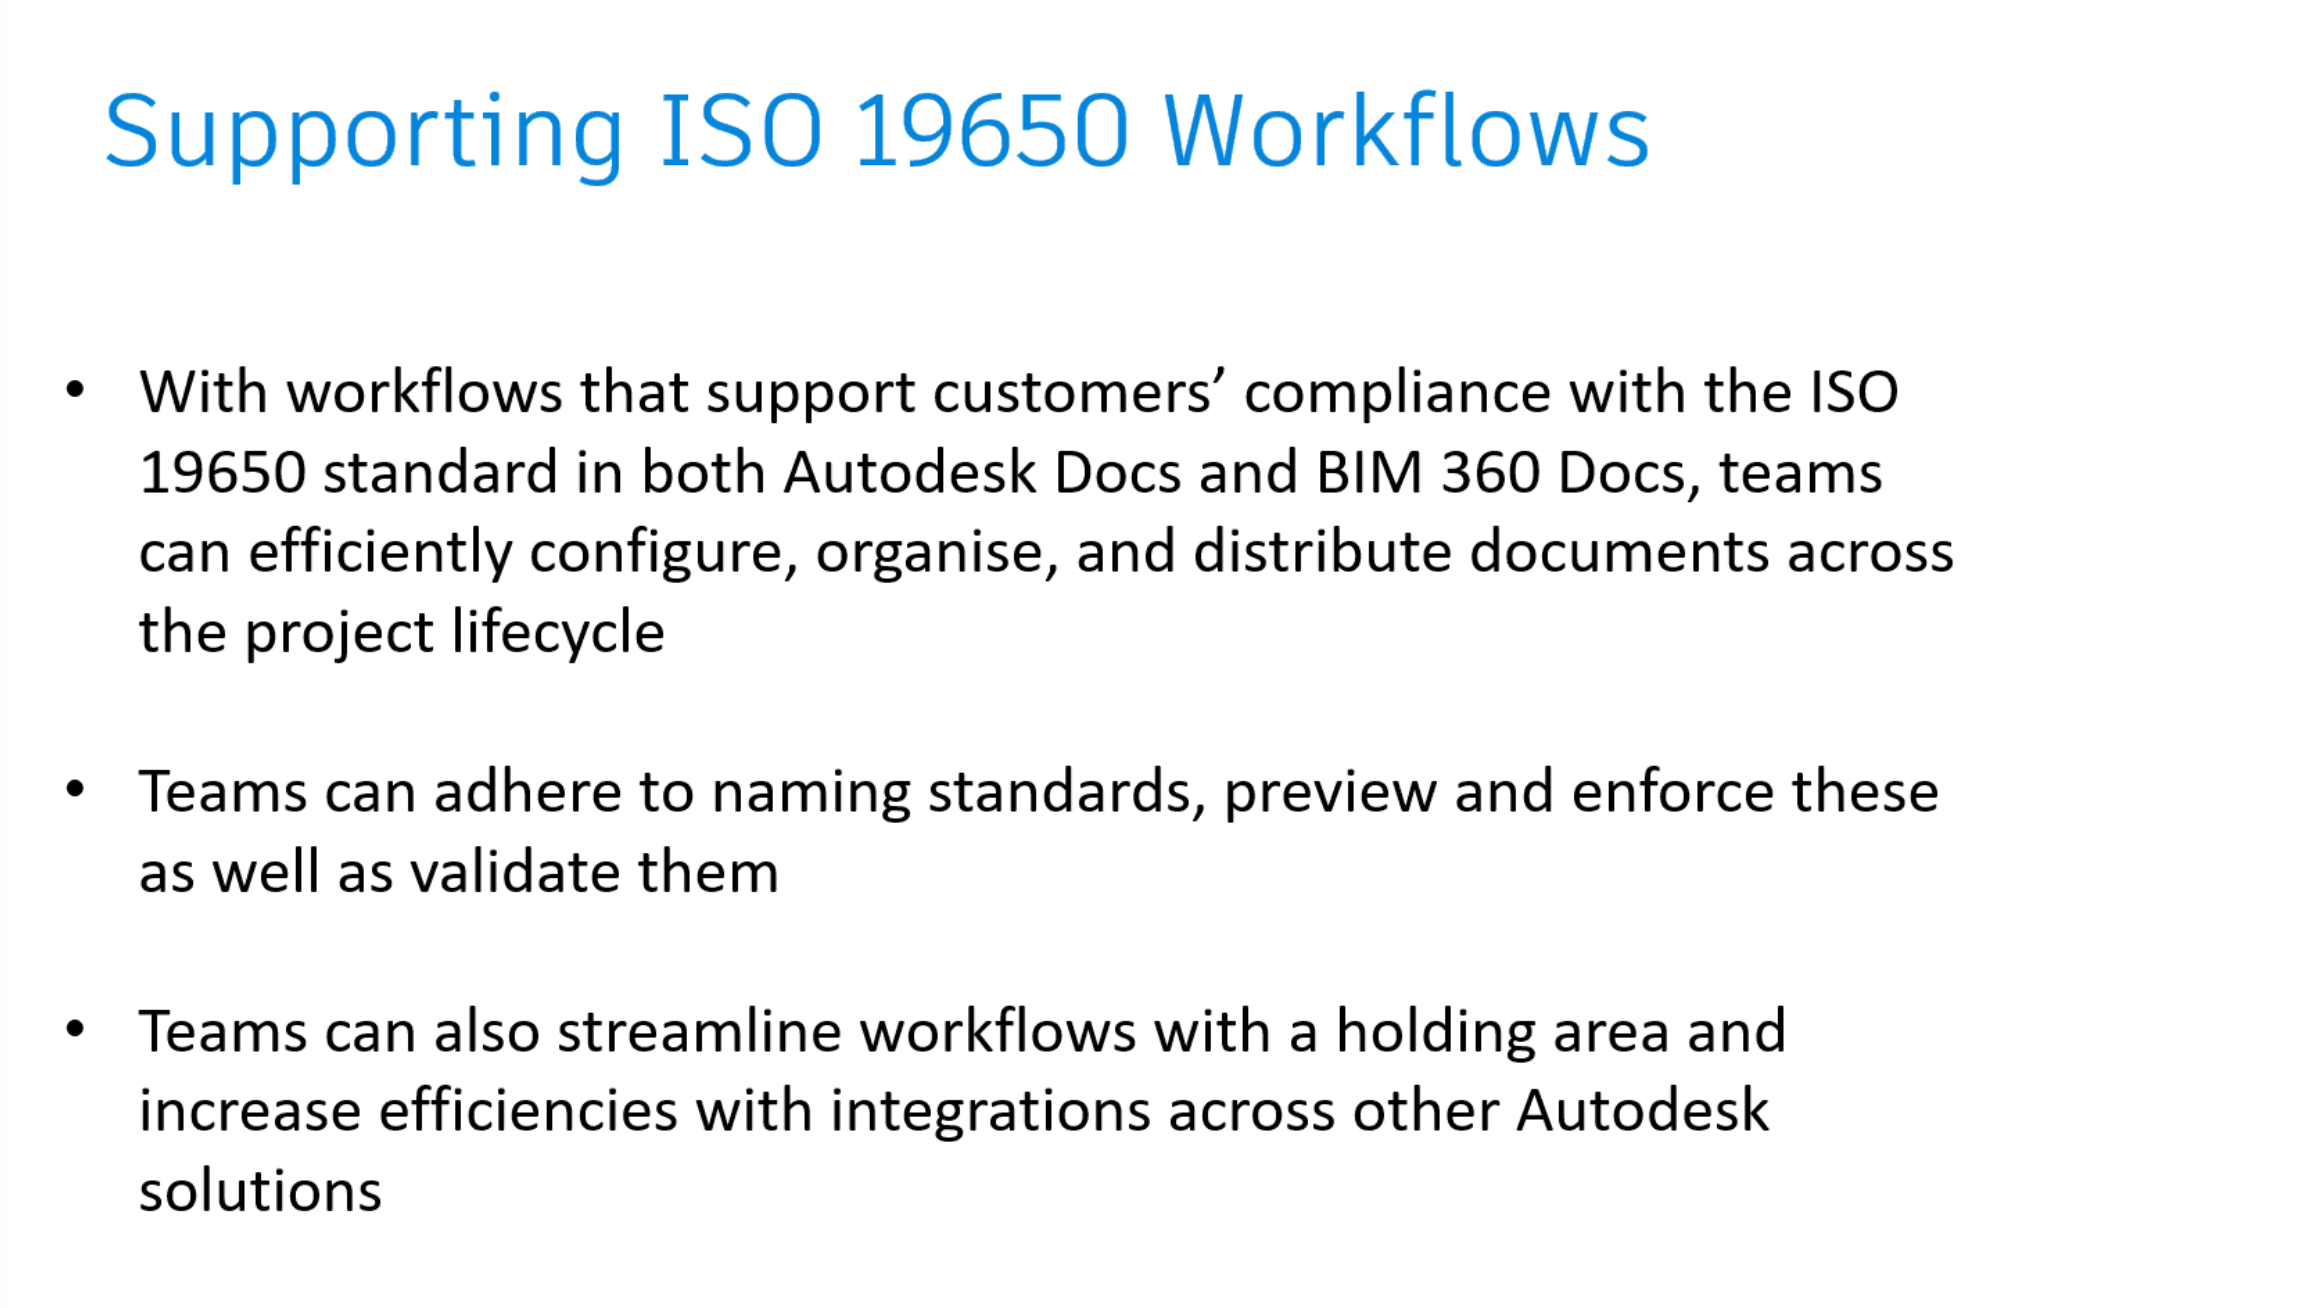 Supporting ISO 19650 Workflows
• With workflows that support customers’ compliance with the ISO
19650 standard in both Autodesk Docs and BIM 360 Docs, teams
can efficiently configure, organise, and distribute documents across
the project lifecycle
• Teams can adhere to naming standards, preview and enforce these
as well as validate them
• Teams can also streamline workflows with a holding area and
increase efficiencies with integrations across other Autodesk
solutions